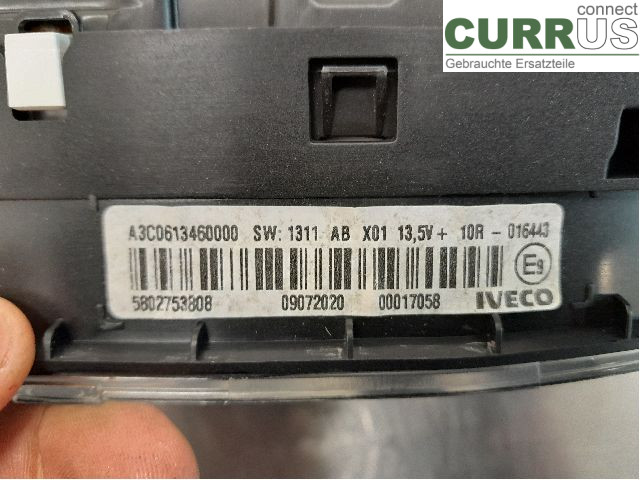 connect
CURRUS
Gebrauchte Ersatzteile
A3C0613460000 SW: 1311 AB X01 13,5V+ 10R - 016443
E9
5802753808 09072020 00017058 IVECO